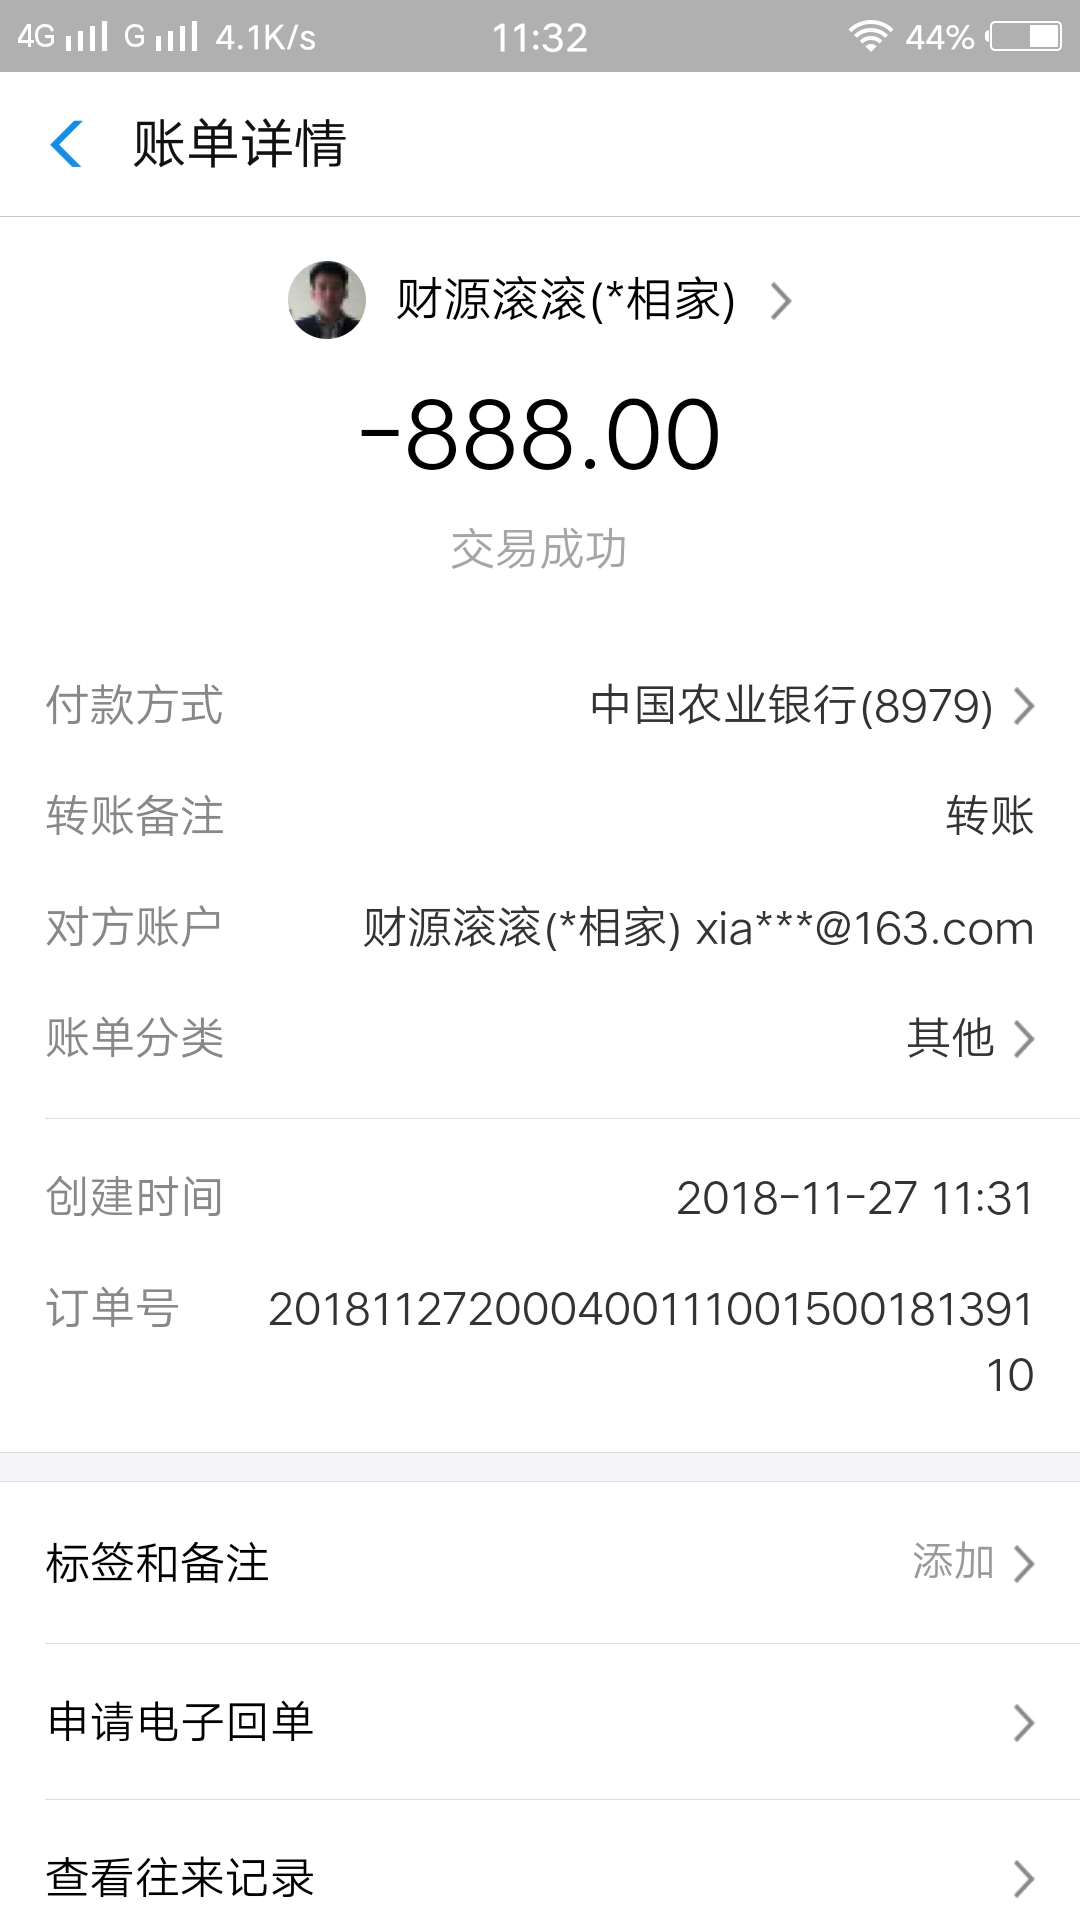 4G G 4.1K/s 11:32 44%
账单详情
财源滚滚(*相家)
-888.00
交易成功
付款方式 中国农业银行(8979)
转账备注 转账
对方账户 财源滚滚(*相家) xia***@163.com
账单分类 其他
创建时间 2018-11-27 11:31
订单号 201811272000400111001500181391
10
标签和备注 添加
申请电子回单
查看往来记录